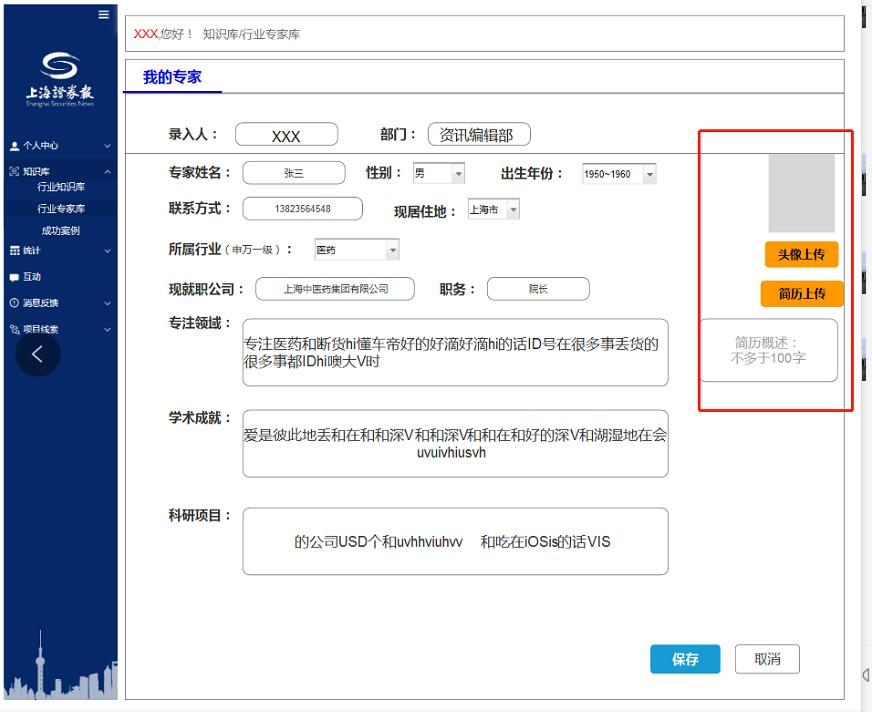 XXX,您好！ 知识库/行业专家库
上海證券报
Shanghai Securities News
个人中心
知识库
行业知识库
行业专家库
成功案例
统计
互动
消息反馈
项目线索
我的专家
录入人： XXX 部门： 资讯编辑部
专家姓名： 张三 性别： 男 出生年份： 1950~1960
联系方式： 13823564548 现居住地： 上海市
所属行业（申万一级）： 医药
现就职公司： 上海中医药集团有限公司 职务： 院长
专注领域：
专注医药和断货hi懂车帝好的好滴好滴hi的话ID号在很多事丢货的
很多事都IDhi噢大V时
学术成就：
爱是彼此地丢和在和和深V和和深V和和在和好的深V和湖湿地在会
uvuivhiusvh
科研项目：
的公司USD个和uvhhviuhvv 和吃在iOSis的话VIS
头像上传
简历上传
简历概述：
不多于100字
保存 取消